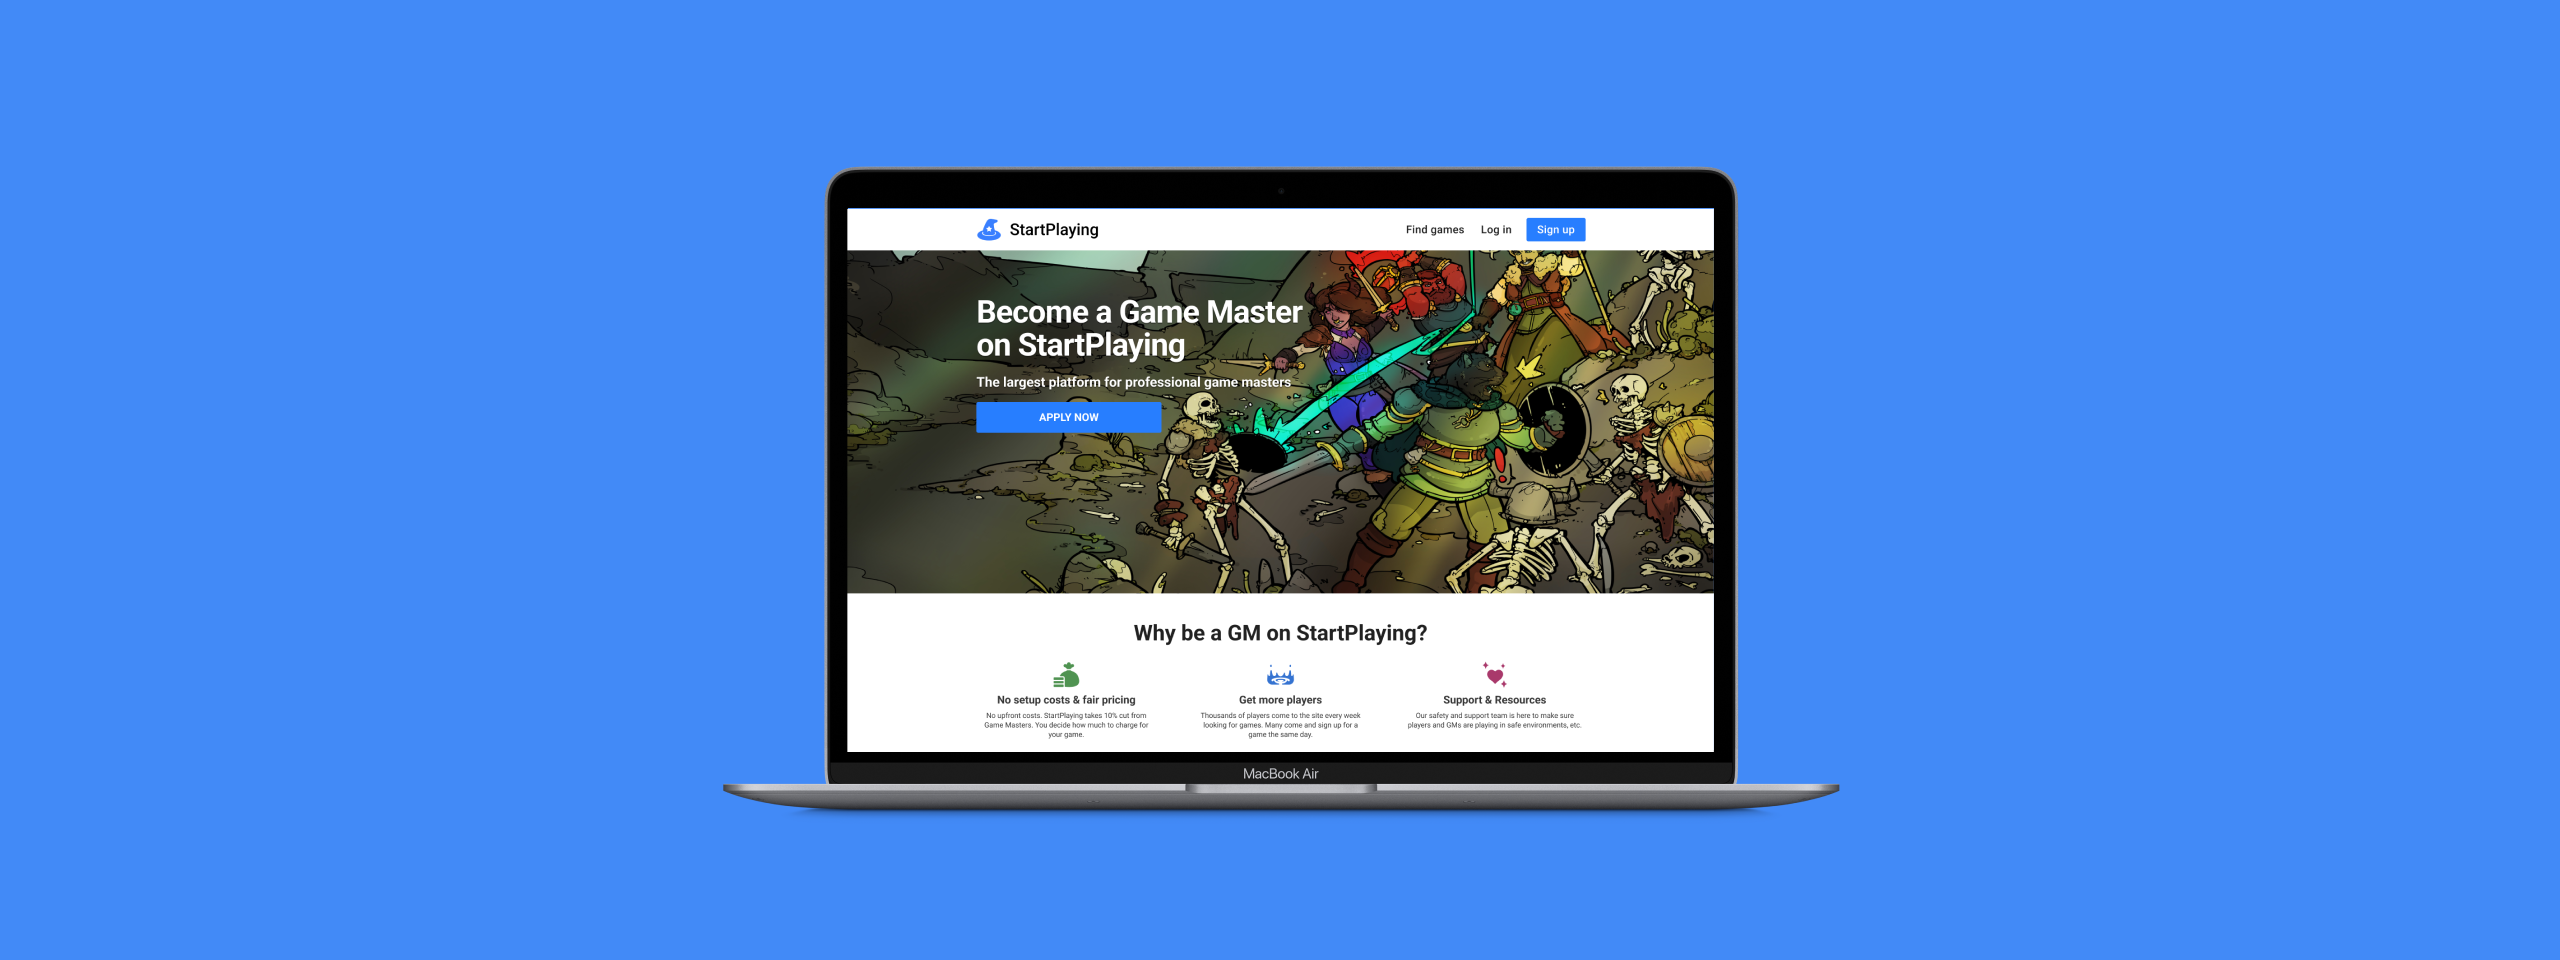 StartPlaying
Find games Log in Sign up
Become a Game Master
on StartPlaying
The largest platform for professional game masters
APPLY NOW
Why be a GM on StartPlaying?
No setup costs & fair pricing
No upfront costs. StartPlaying takes 10% cut from
Game Masters. You decide how much to charge for
your game.
Get more players
Thousands of players come to the site every week
looking for games. Many come and sign up for a
game the same day.
Support & Resources
Our safety and support team is here to make sure
players and GMs are playing in safe environments, etc.
MacBook Air